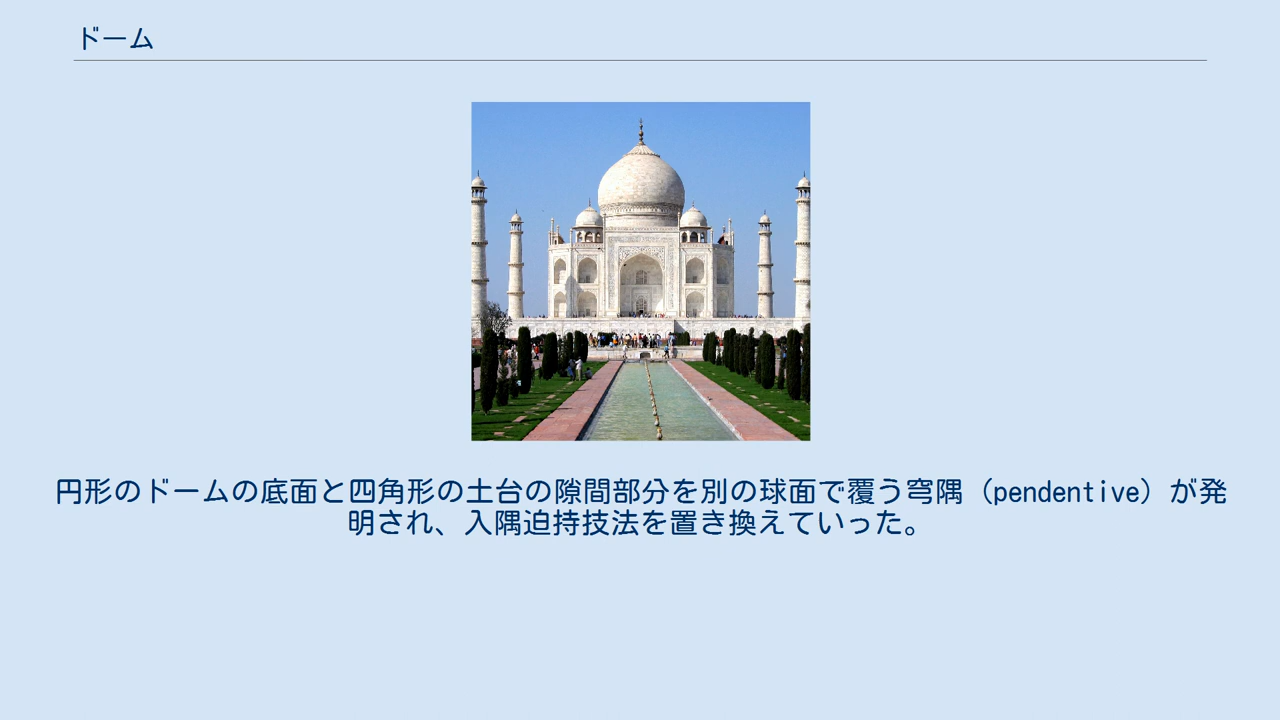 ドーム
円形のドームの底面と四角形の土台の隙間部分を別の球面で覆う穹隅（pendentive）が発
明され、入隅迫持技法を置き換えていった。